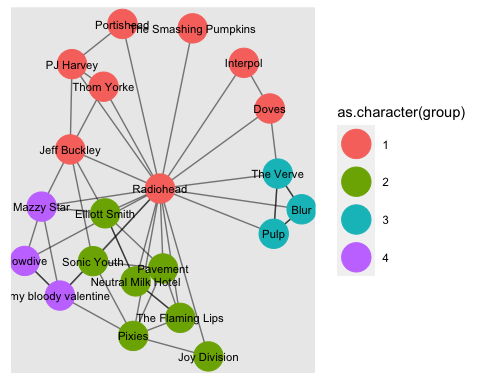 Portishead
The Smashing Pumpkins
PJ Harvey
Interpol
Thom Yorke
Doves
as.character(group)
1
2
3
4
Jeff Buckley
The Verve
Radiohead
Mazzy Star
Elliott Smith
Blur
Pulp
owdive
Sonic Youth
Pavement
Neutral Milk Hotel
my bloody valentine
The Flaming Lips
Pixies
Joy Division